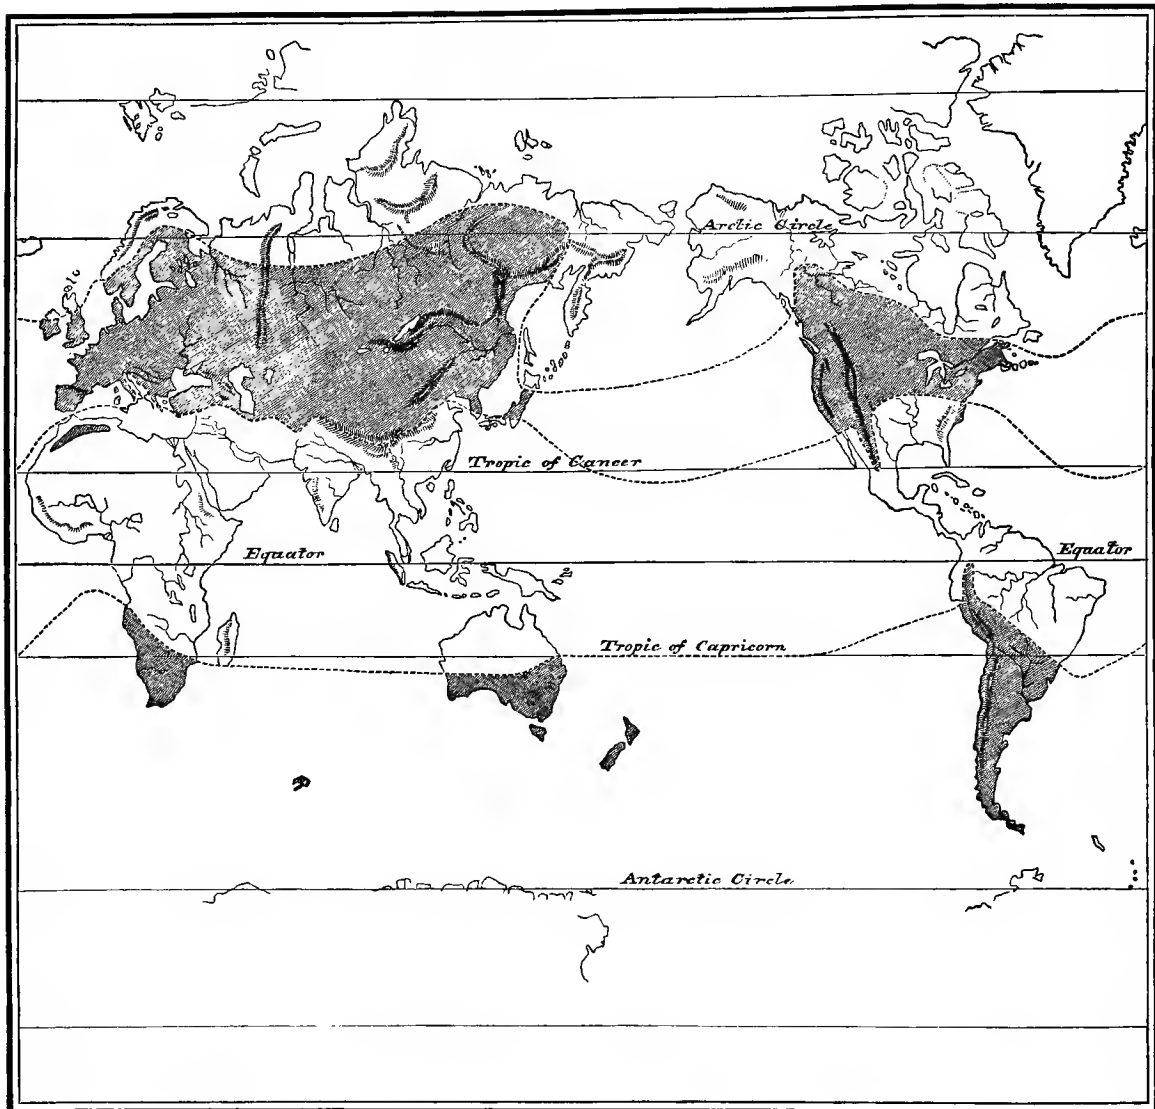 Arctic Circle
Tropic of Cancer
Equator
Equator
Tropic of Capricorn
Antarctic Circle